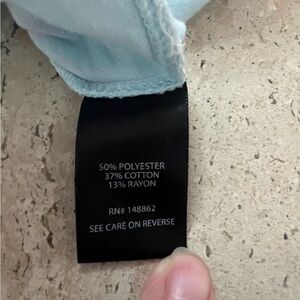 50% POLYESTER
37% COTTON
13% RAYON
RN# 148862
SEE CARE ON REVERSE